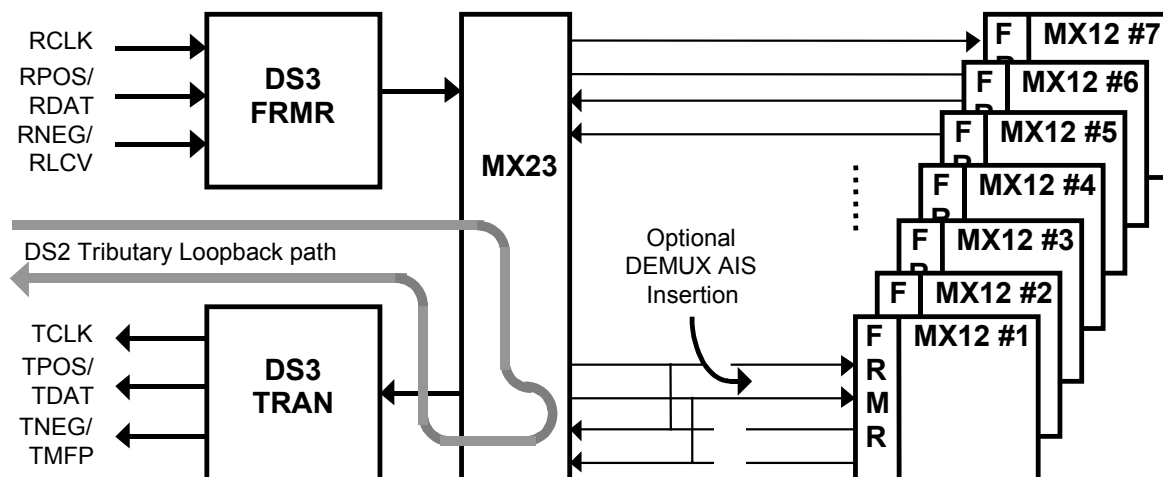 RCLK
RPOS/
RDAT
RNEG/
RLCV
DS3
FRMR
MX23
DS2 Tributary Loopback path
TCLK
TPOS/
TDAT
TNEG/
TMFP
DS3
TRAN
Optional
DEMUX AIS
Insertion
F
R
MX12 #7
F
R
MX12 #6
F
R
MX12 #5
F
R
MX12 #4
F
R
MX12 #3
F
MX12 #2
F
R
M
R
MX12 #1